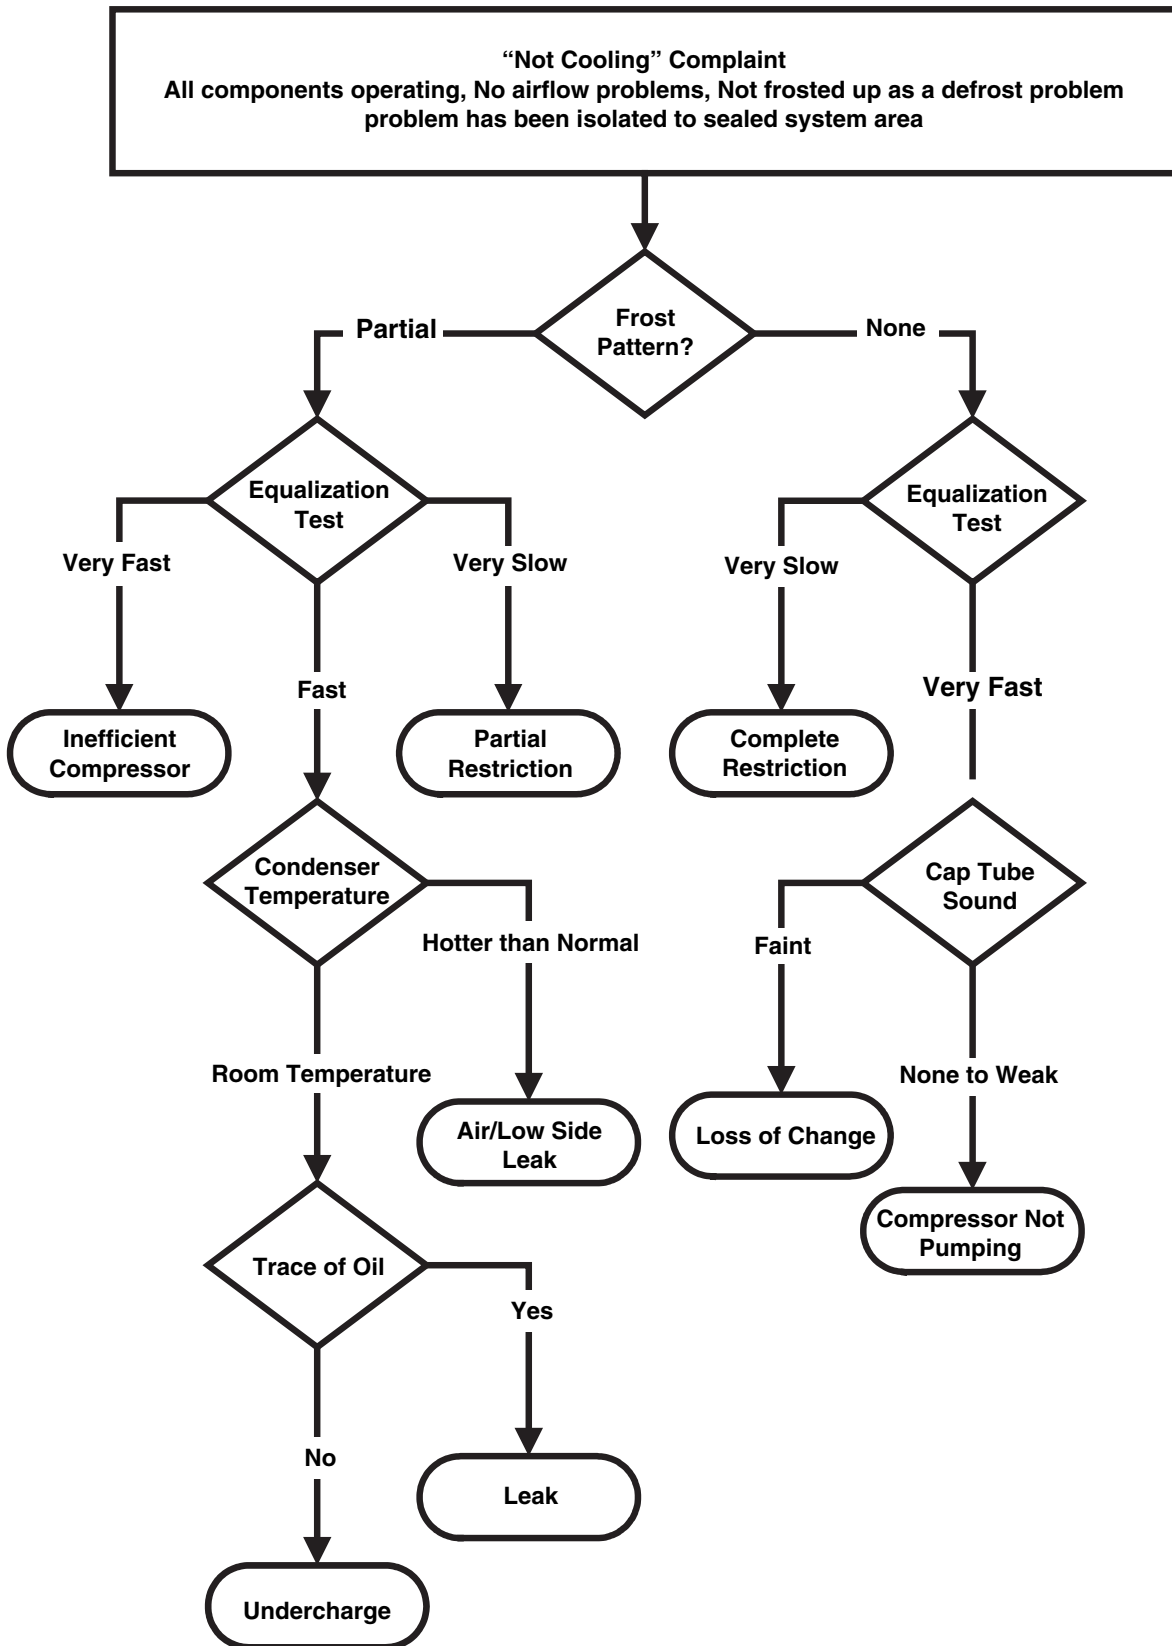 “Not Cooling” Complaint
All components operating, No airflow problems, Not frosted up as a defrost problem
problem has been isolated to sealed system area
Frost
Pattern?
Partial
None
Equalization
Test
Equalization
Test
Very Fast
Very Slow
Very Slow
Fast
Very Fast
Inefficient
Compressor
Partial
Restriction
Complete
Restriction
Condenser
Temperature
Cap Tube
Sound
Hotter than Normal
Faint
Room Temperature
None to Weak
Air/Low Side
Leak
Loss of Change
Compressor Not
Pumping
Trace of Oil
Yes
No
Leak
Undercharge